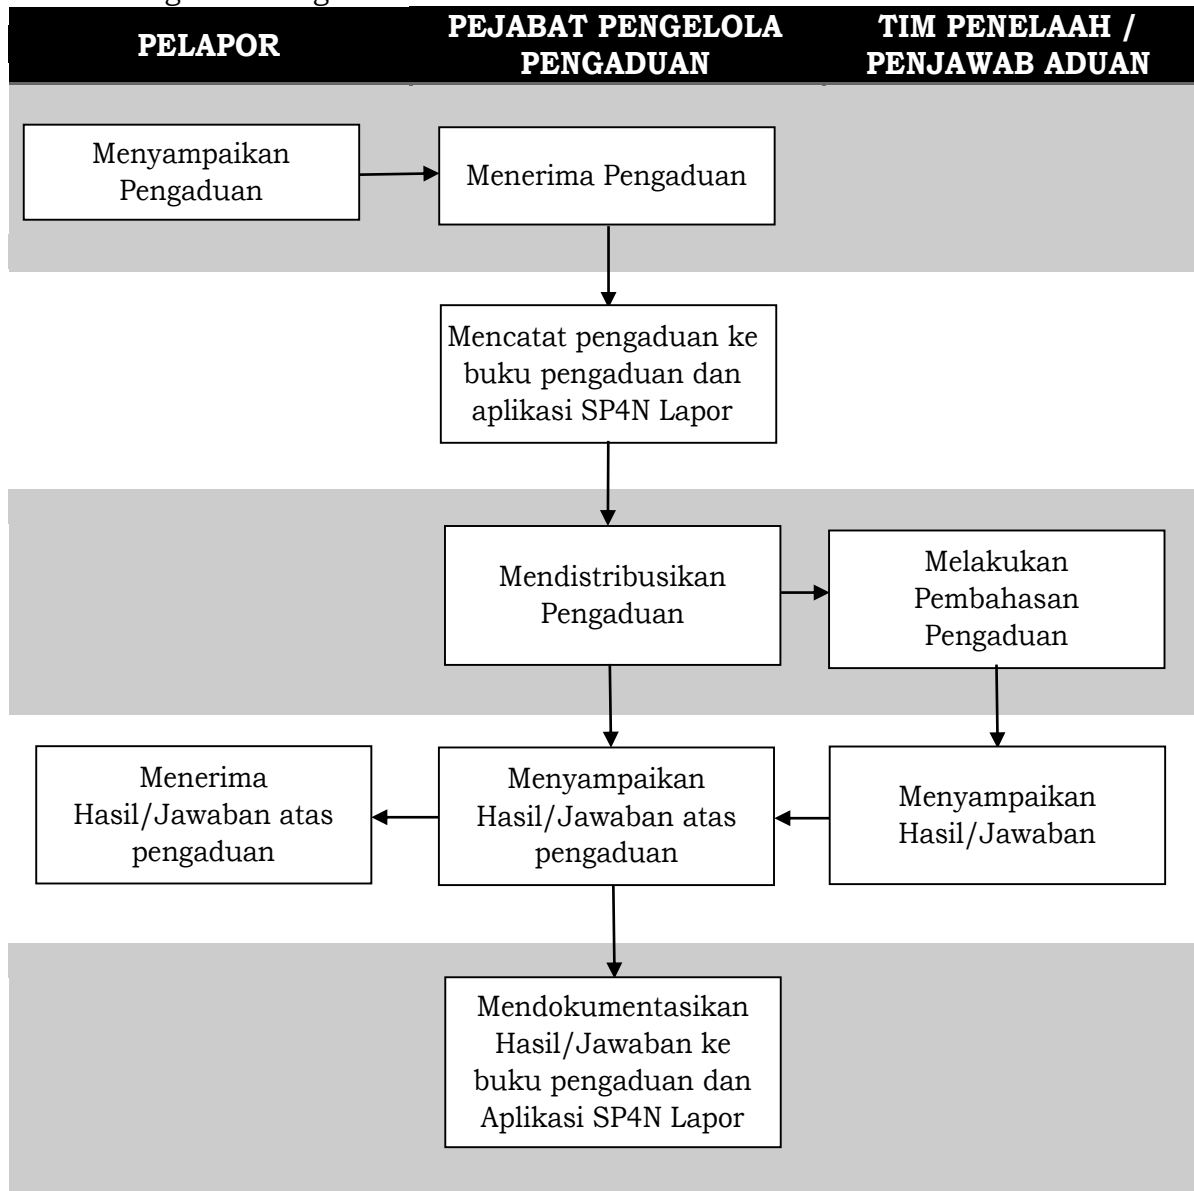 PELAPOR
PEJABAT PENGELOLA
PENGADUAN
TIM PENELAAH /
PENJAWAB ADUAN
Menyampaikan
Pengaduan
Menerima Pengaduan
Mencatat pengaduan ke
buku pengaduan dan
aplikasi SP4N Lapor
Mendistribusikan
Pengaduan
Melakukan
Pembahasan
Pengaduan
Menerima
Hasil/Jawaban atas
pengaduan
Menyampaikan
Hasil/Jawaban atas
pengaduan
Menyampaikan
Hasil/Jawaban
Mendokumentasikan
Hasil/Jawaban ke
buku pengaduan dan
Aplikasi SP4N Lapor